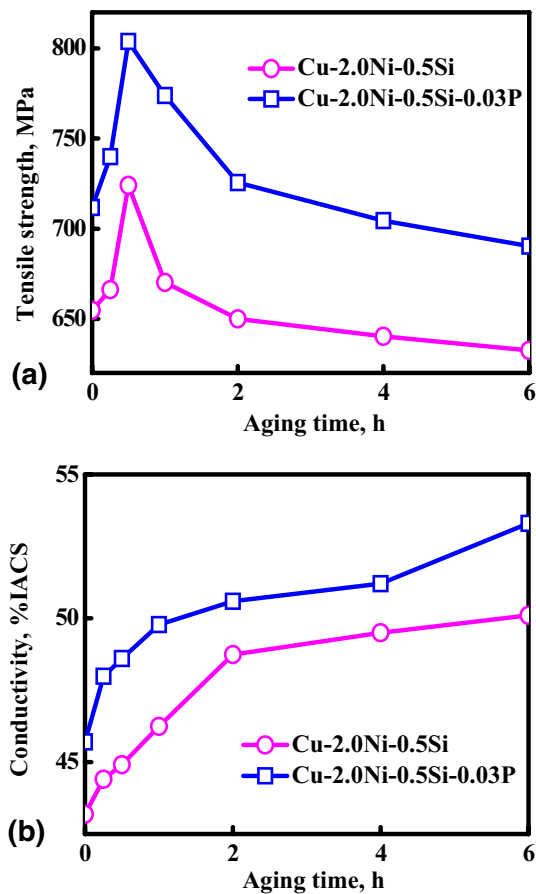 800
750
700
650
Tensile strength, MPa
Cu-2.0Ni-0.5Si
Cu-2.0Ni-0.5Si-0.03P
(a)
0 2 4 6
Aging time, h
55
50
45
Conductivity, %IACS
Cu-2.0Ni-0.5Si
Cu-2.0Ni-0.5Si-0.03P
(b)
0 2 4 6
Aging time, h